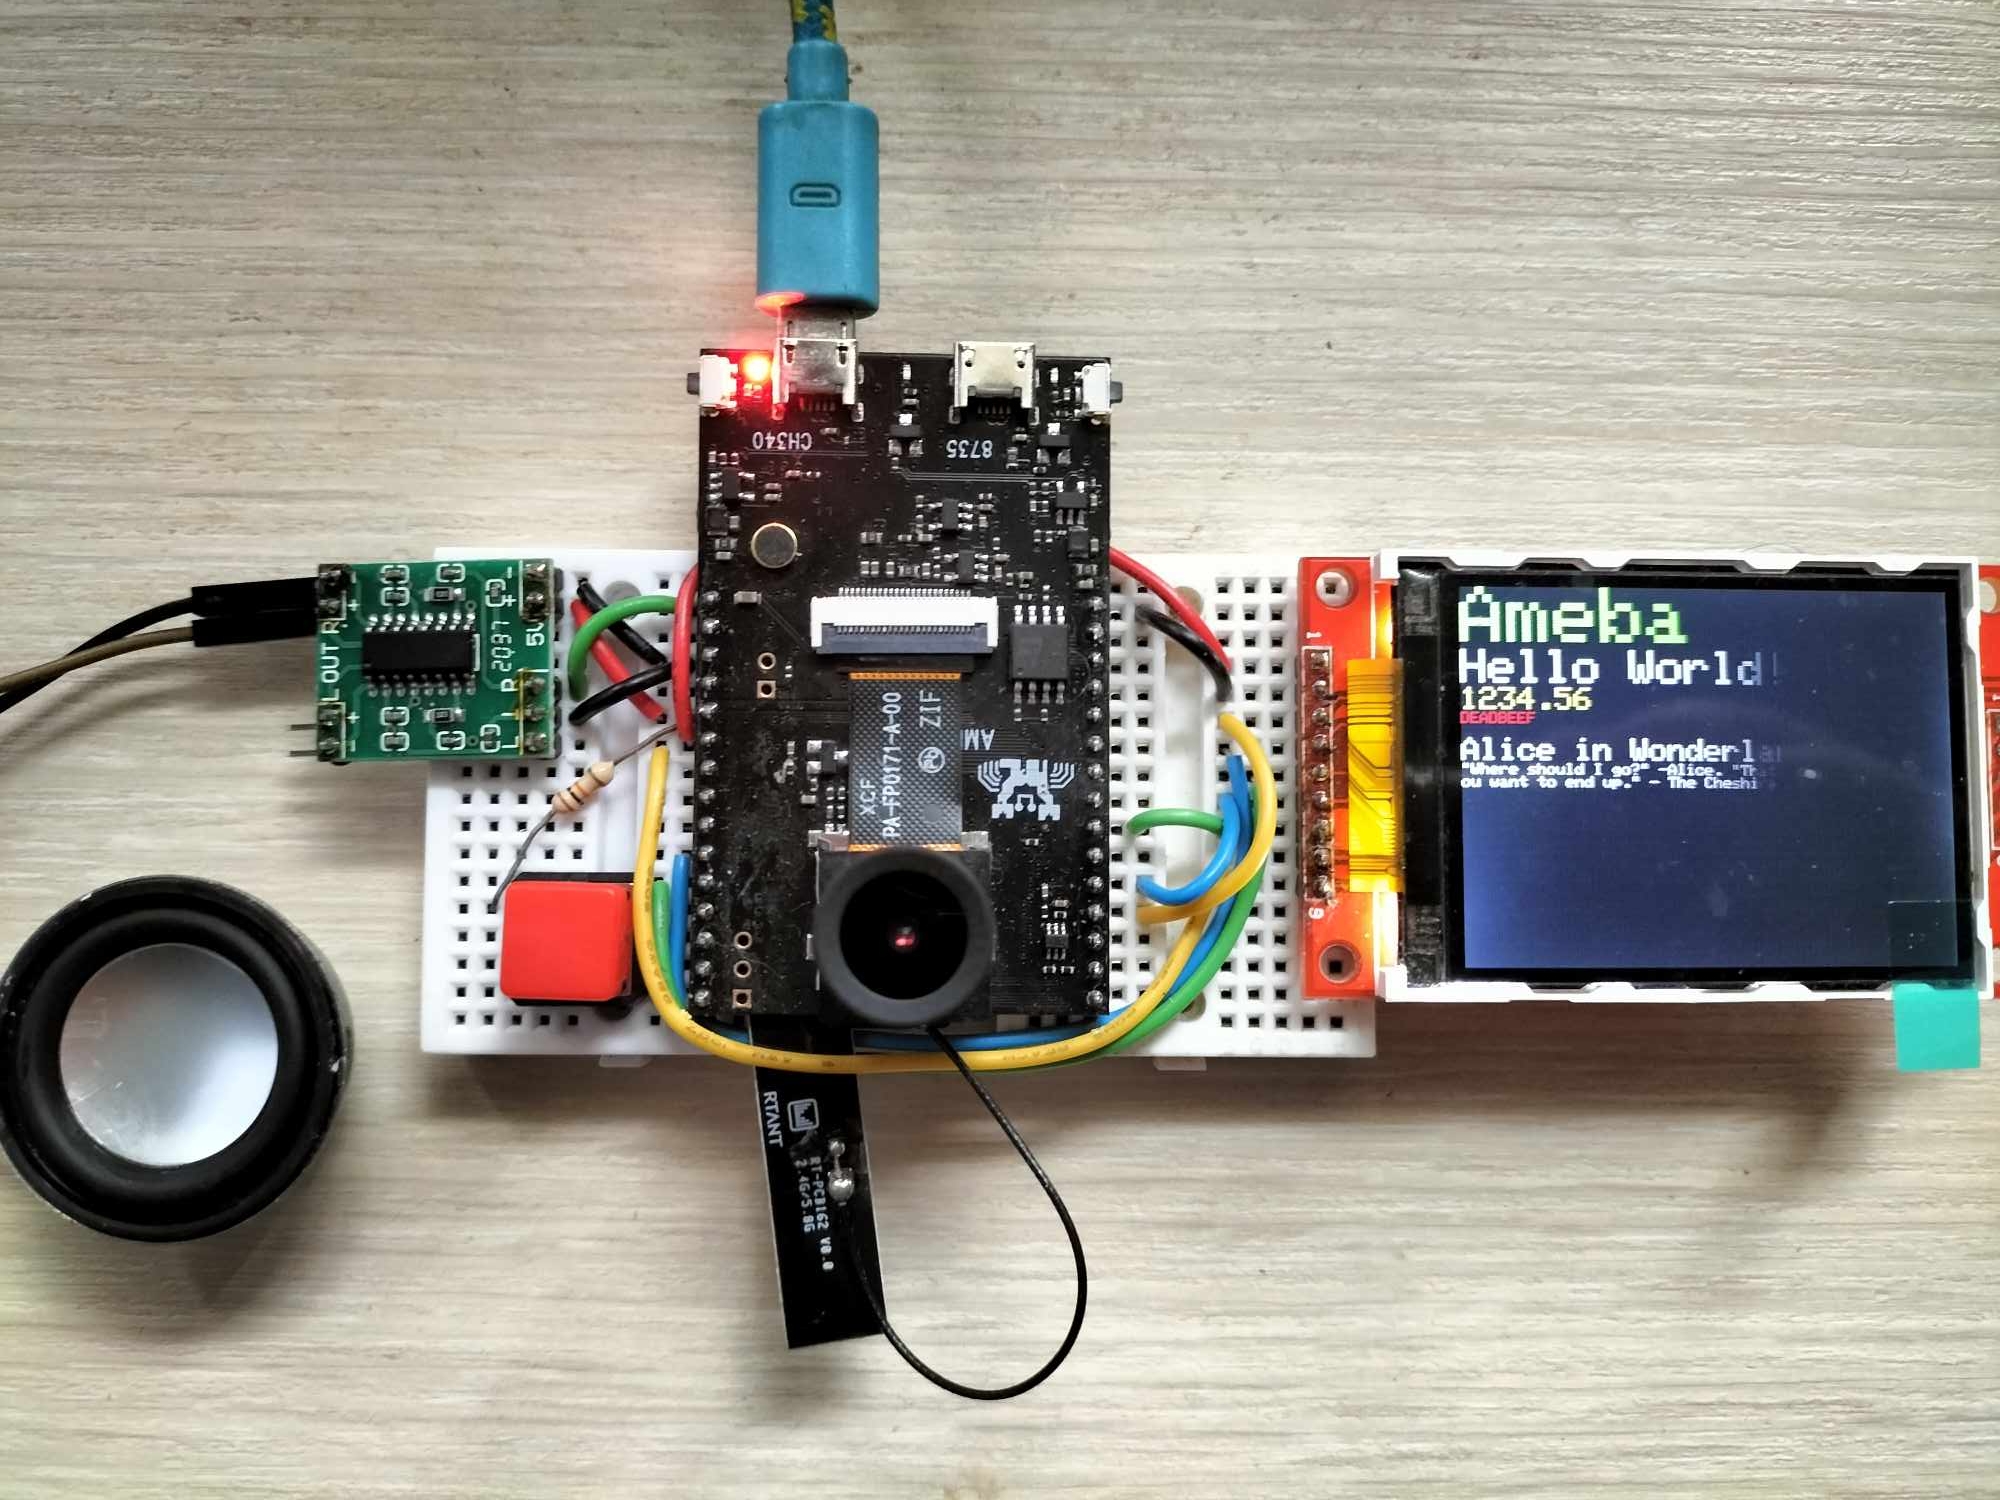 CH340
8735
L OUT R
5V
R
L
XCF
PA-FP0171-A-00
ZIF
Pb
AM
RTANT
RT-PCB162 V0.0
2.4G/5.8G
1
9
Ameba
Hello World!
1234.56
DEADBEEF
Alice in Wonderla
"Where should I go?" -Alice. "Th
ou want to end up." - The Cheshi